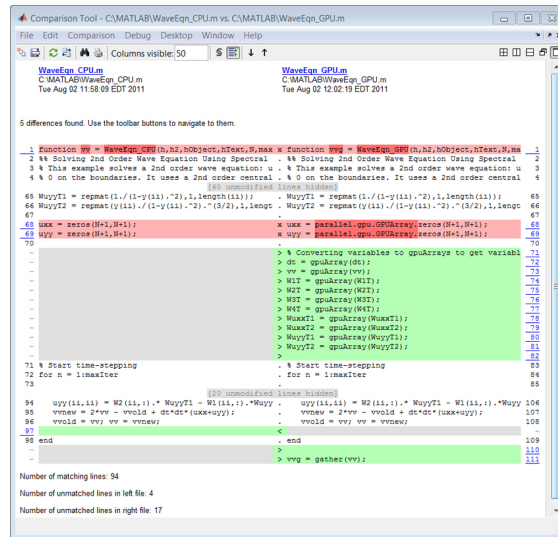 Comparison Tool - C:\MATLAB\WaveEqn_CPU.m vs. C:\MATLAB\WaveEqn_GPU.m
File Edit Comparison Debug Desktop Window Help
Columns visible: 50
WaveEqn_CPU.m WaveEqn_GPU.m
C:\MATLAB\WaveEqn_CPU.m C:\MATLAB\WaveEqn_GPU.m
Tue Aug 02 11:58:09 EDT 2011 Tue Aug 02 12:02:19 EDT 2011
5 differences found. Use the toolbar buttons to navigate to them.
1 function vv = WaveEqn_CPU(h,h2,hObject,hText,N,max x function vvg = WaveEqn_GPU(h,h2,hObject,hText,N,ma 1
2 %% Solving 2nd Order Wave Equation Using Spectral . %% Solving 2nd Order Wave Equation Using Spectral 2
3 % This example solves a 2nd order wave equation: u . % This example solves a 2nd order wave equation: u 3
4 % 0 on the boundaries. It uses a 2nd order central . % 0 on the boundaries. It uses a 2nd order central 4
[60 unmodified lines hidden]
65 WuyyT1 = repmat(1./(1-y(ii).^2),1,length(ii)); . WuyyT1 = repmat(1./(1-y(ii).^2),1,length(ii)); 65
66 WuyyT2 = repmat(y(ii)./(1-y(ii).^2).^(3/2),1,lengt . WuyyT2 = repmat(y(ii)./(1-y(ii).^2).^(3/2),1,lengt 66
67 . 67
68 uxx = zeros(N+1,N+1); x uxx = parallel.gpu.GPUArray.zeros(N+1,N+1); 68
69 uyy = zeros(N+1,N+1); x uyy = parallel.gpu.GPUArray.zeros(N+1,N+1); 69
70 . 70
- > % Converting variables to gpuArrays to get variabl 71
- > dt = gpuArray(dt); 72
- > vv = gpuArray(vv); 73
- > W1T = gpuArray(W1T); 74
- > W2T = gpuArray(W2T); 75
- > W3T = gpuArray(W3T); 76
- > W4T = gpuArray(W4T); 77
- > WuxxT1 = gpuArray(WuxxT1); 78
- > WuxxT2 = gpuArray(WuxxT2); 79
- > WuyyT1 = gpuArray(WuyyT1); 80
- > WuyyT2 = gpuArray(WuyyT2); 81
- > 82
71 % Start time-stepping . % Start time-stepping 83
72 for n = 1:maxIter . for n = 1:maxIter 84
73 . 85
[20 unmodified lines hidden]
94 uyy(ii,ii) = W2(ii,:).* WuyyT1 - W1(ii,:).*Wuyy . uyy(ii,ii) = W2(ii,:).* WuyyT1 - W1(ii,:).*Wuyy 106
95 vvnew = 2*vv - vvold + dt*dt*(uxx+uyy); . vvnew = 2*vv - vvold + dt*dt*(uxx+uyy); 107
96 vvold = vv; vv = vvnew; . vvold = vv; vv = vvnew; 108
97 < -
98 end . end 109
- > 110
- > vvg = gather(vv); 111
Number of matching lines: 94
Number of unmatched lines in left file: 4
Number of unmatched lines in right file: 17